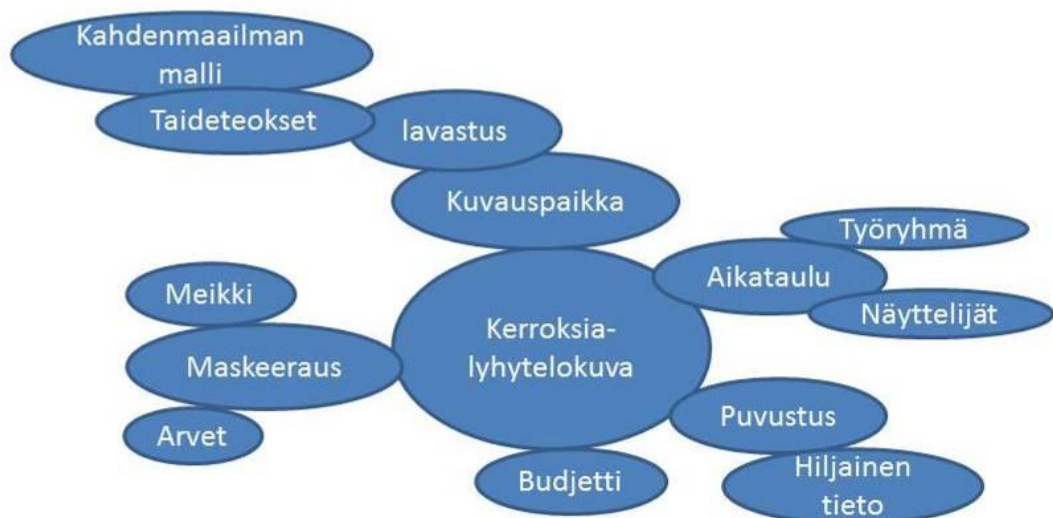 Kahdenmaailman
malli
Taideteokset
lavastus
Kuvauspaikka
Työryhmä
Aikataulu
Näyttelijät
Meikki
Kerroksia-
lyhytelokuva
Maskeeraus
Arvet
Puvustus
Budjetti
Hiljainen
tieto